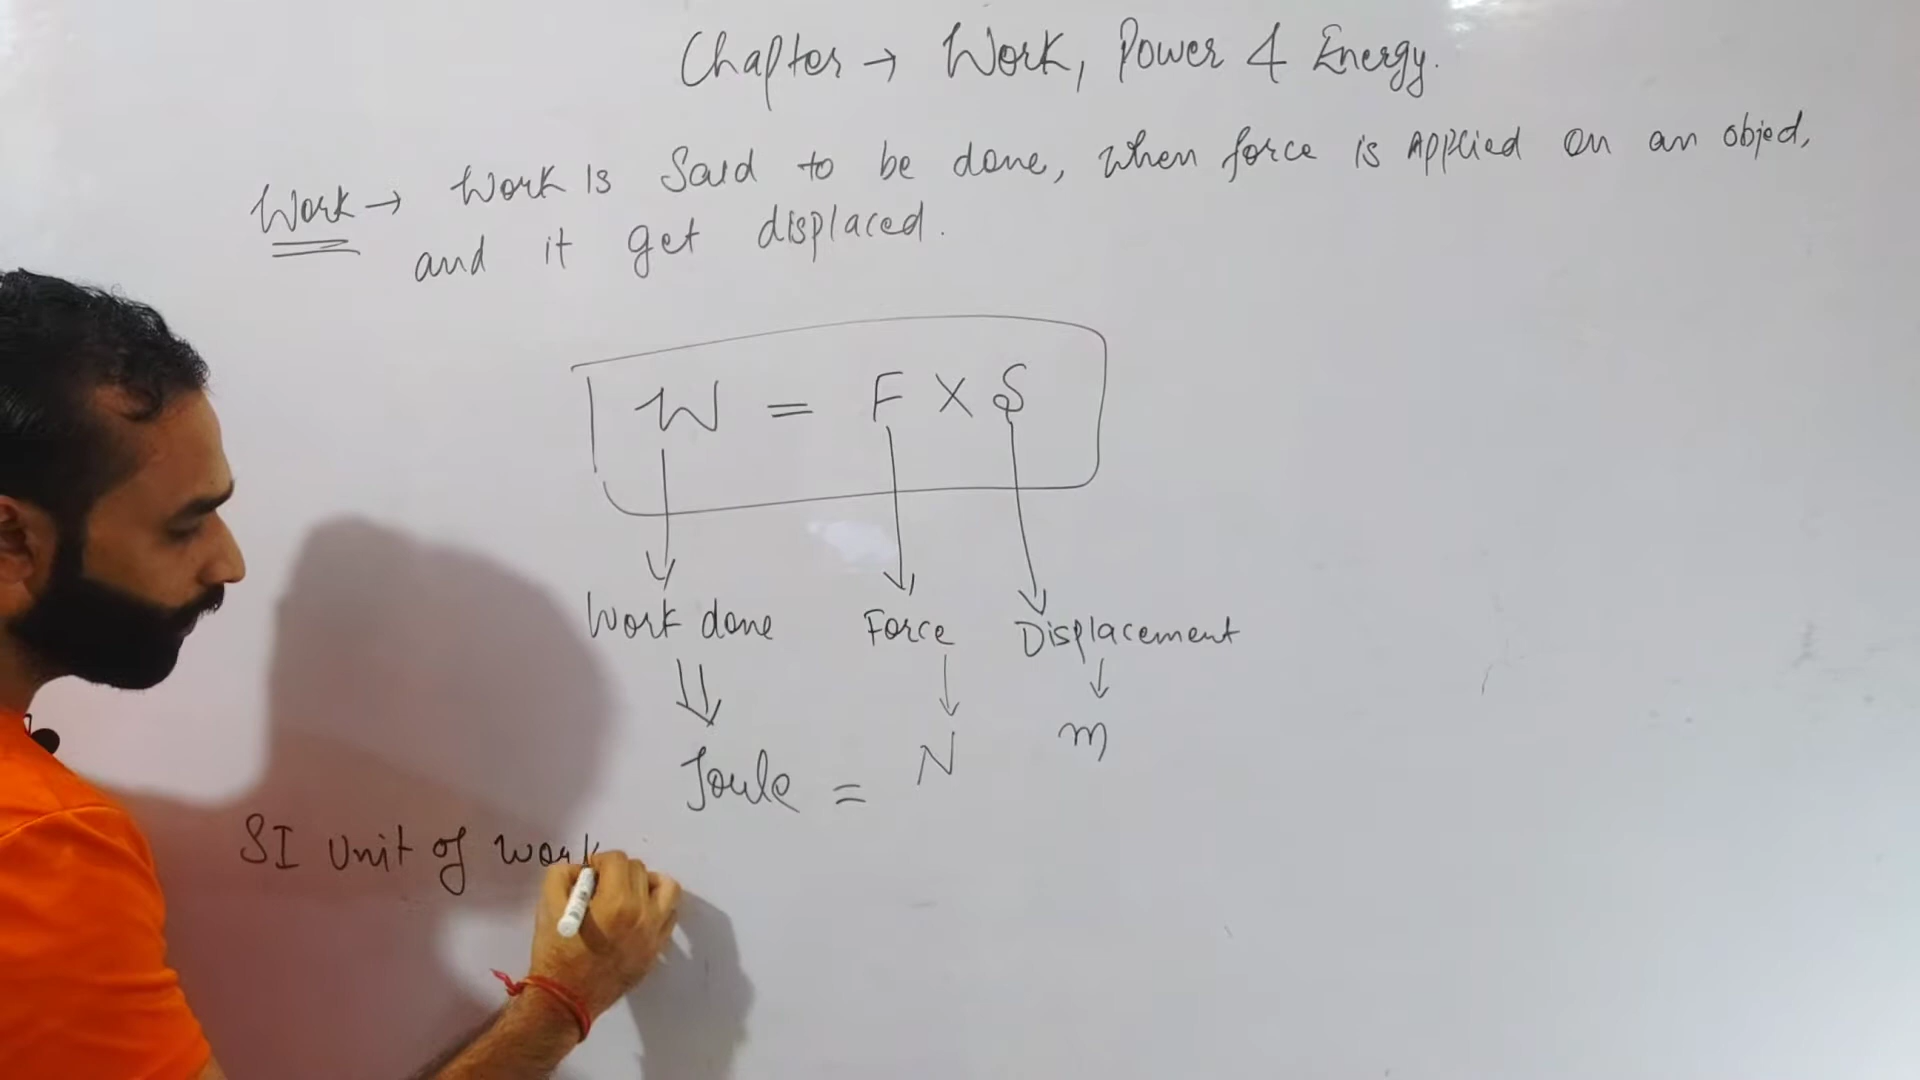 Chapter → Work, Power & Energy.
Work → Work Is Said to be done, when force is Applied on an object,
and it get displaced.
W = F X S
Work done Force Displacement
Joule = N m
SI Unit of work